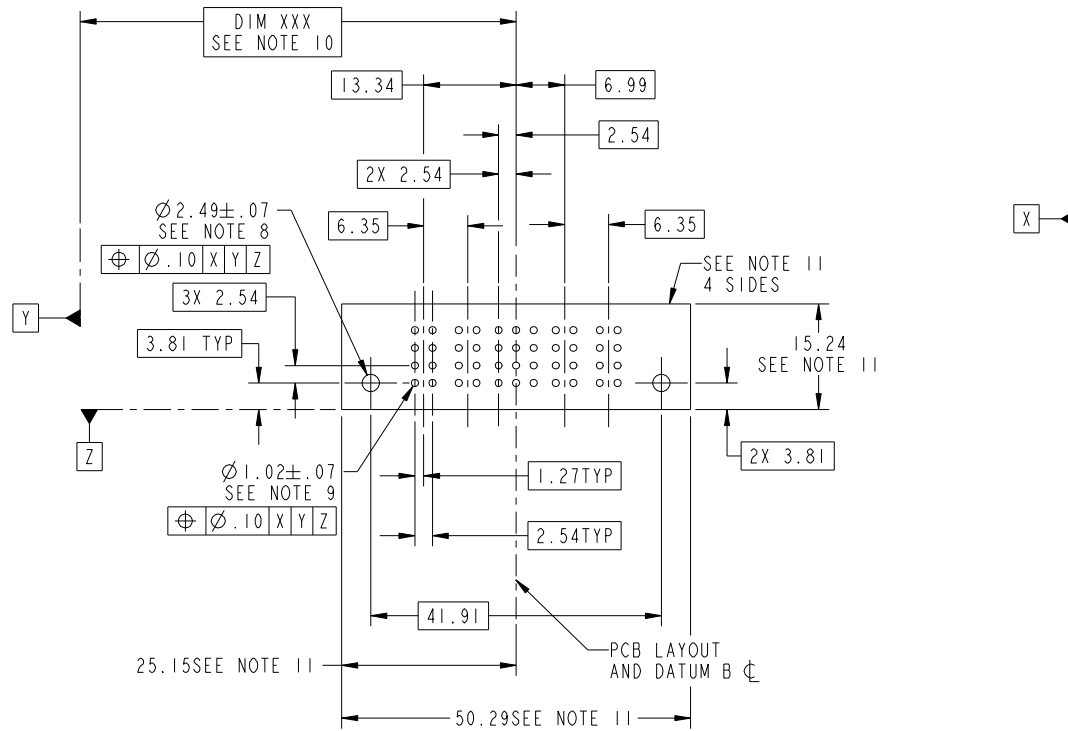 DIM XXX
SEE NOTE 10
13.34
6.99
2.54
2X 2.54
Ø2.49±.07
SEE NOTE 8
⌖ Ø.10 X Y Z
6.35
6.35
X
SEE NOTE 11
4 SIDES
3X 2.54
Y
3.81 TYP
15.24
SEE NOTE 11
Z
2X 3.81
Ø1.02±.07
SEE NOTE 9
⌖ Ø.10 X Y Z
1.27TYP
2.54TYP
41.91
25.15SEE NOTE 11
PCB LAYOUT
AND DATUM B ℄
50.29SEE NOTE 11